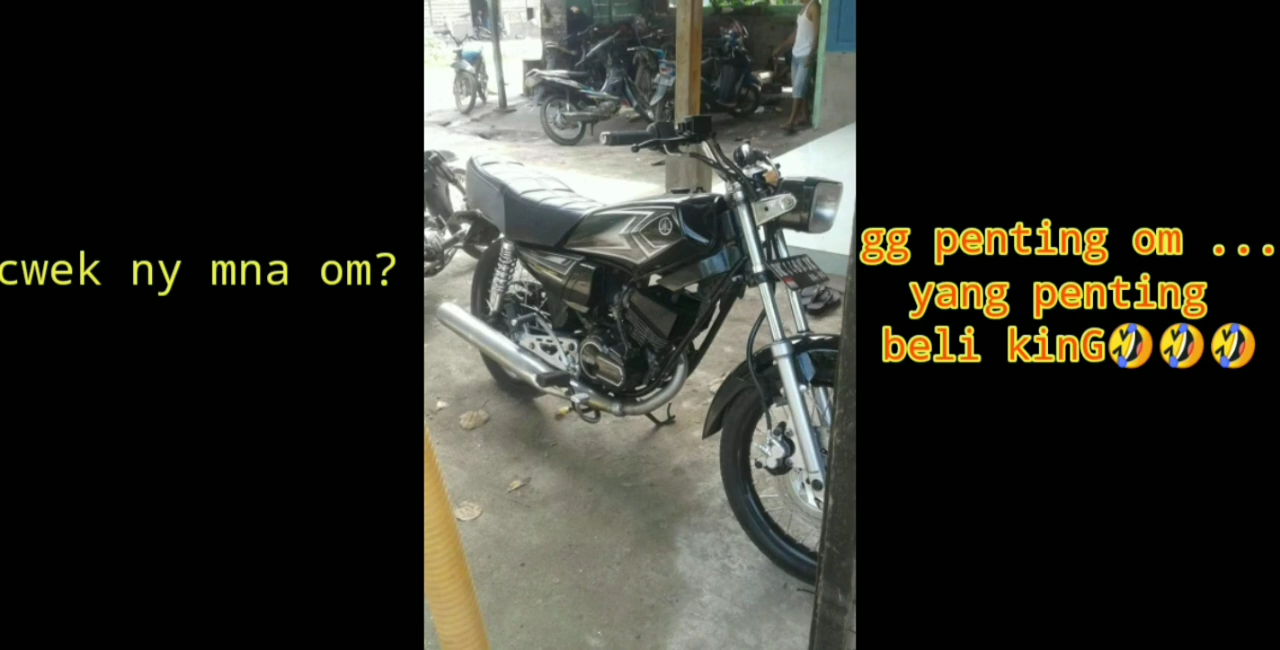 cwek ny mna om?
gg penting om ...
yang penting
beli kinG🤣🤣🤣